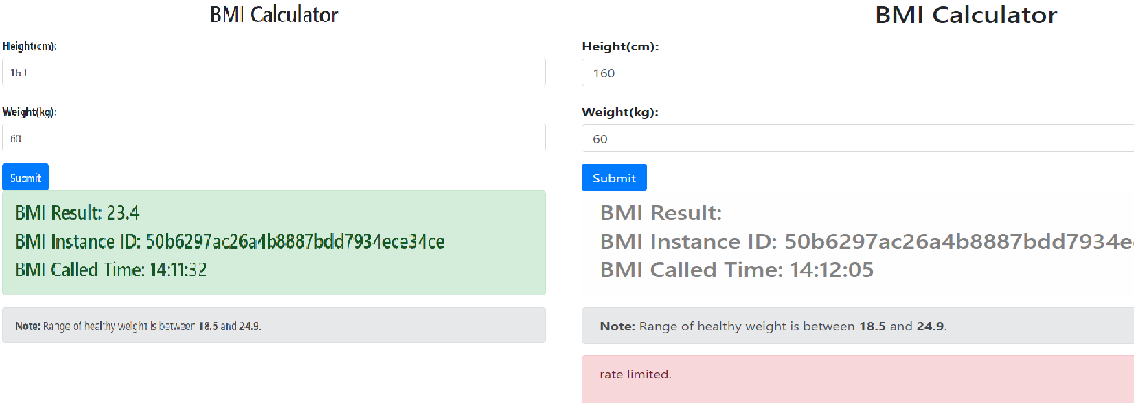 BMI Calculator
Height(cm):
Weight(kg):
60
Submit
BMI Result: 23.4
BMI Instance ID: 50b6297ac26a4b8887bdd7934ece34ce
BMI Called Time: 14:11:32
Note: Range of healthy weight is between 18.5 and 24.9.
BMI Calculator
Height(cm):
160
Weight(kg):
60
Submit
BMI Result:
BMI Instance ID: 50b6297ac26a4b8887bdd7934e
BMI Called Time: 14:12:05
Note: Range of healthy weight is between 18.5 and 24.9.
rate limited.